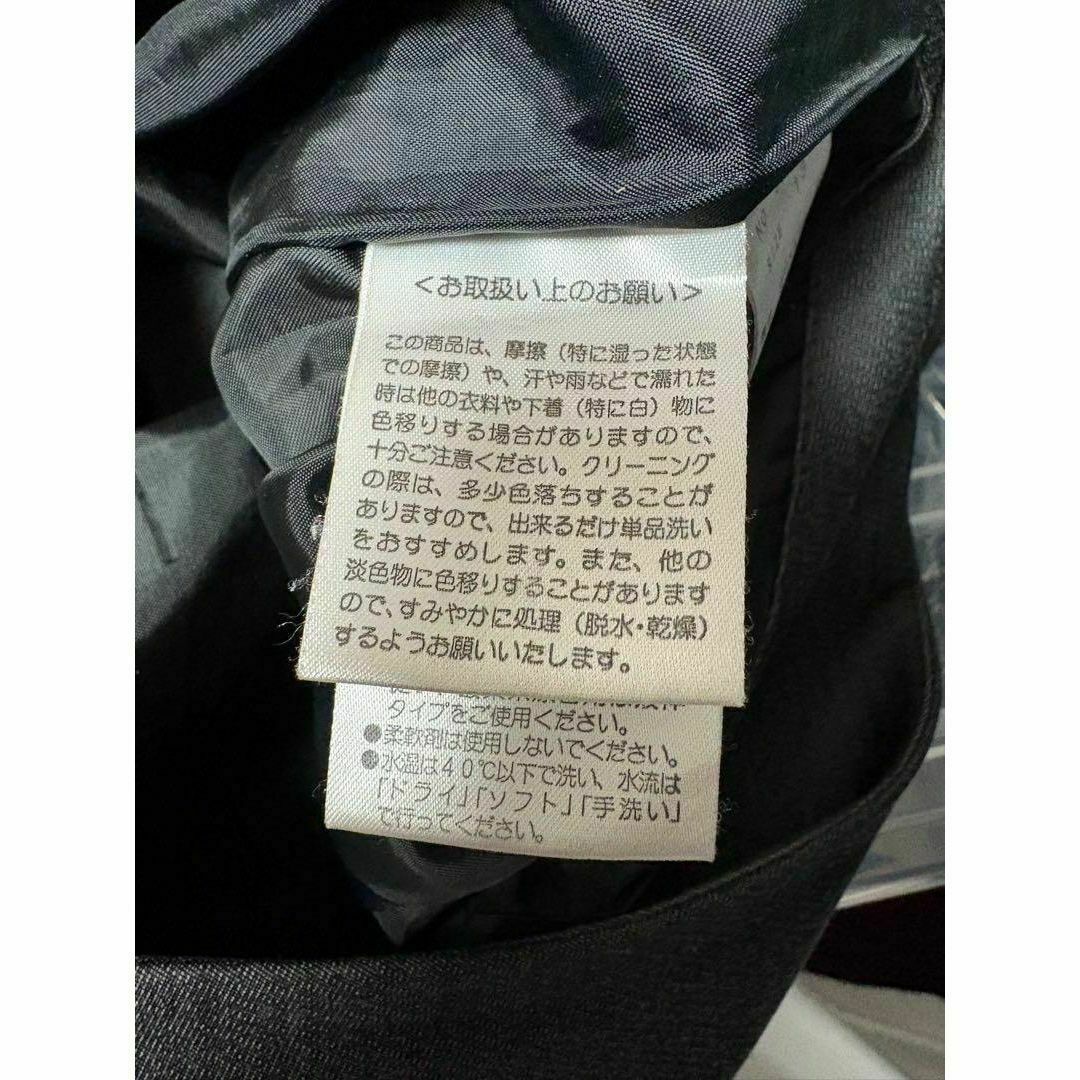 ＜お取扱い上のお願い＞
この商品は、摩擦（特に湿った状態
での摩擦）や、汗や雨などで濡れた
時は他の衣料や下着（特に白）物に
色移りする場合がありますので、
十分ご注意ください。クリーニング
の際は、多少色落ちすることが
ありますので、出来るだけ単品洗い
をおすすめします。また、他の
淡色物に色移りすることがあります
ので、すみやかに処理（脱水・乾燥）
するようお願いいたします。
タイプをご使用ください。
●柔軟剤は使用しないでください。
●水温は40℃以下で洗い、水流は
「ドライ」「ソフト」「手洗い」
で行ってください。